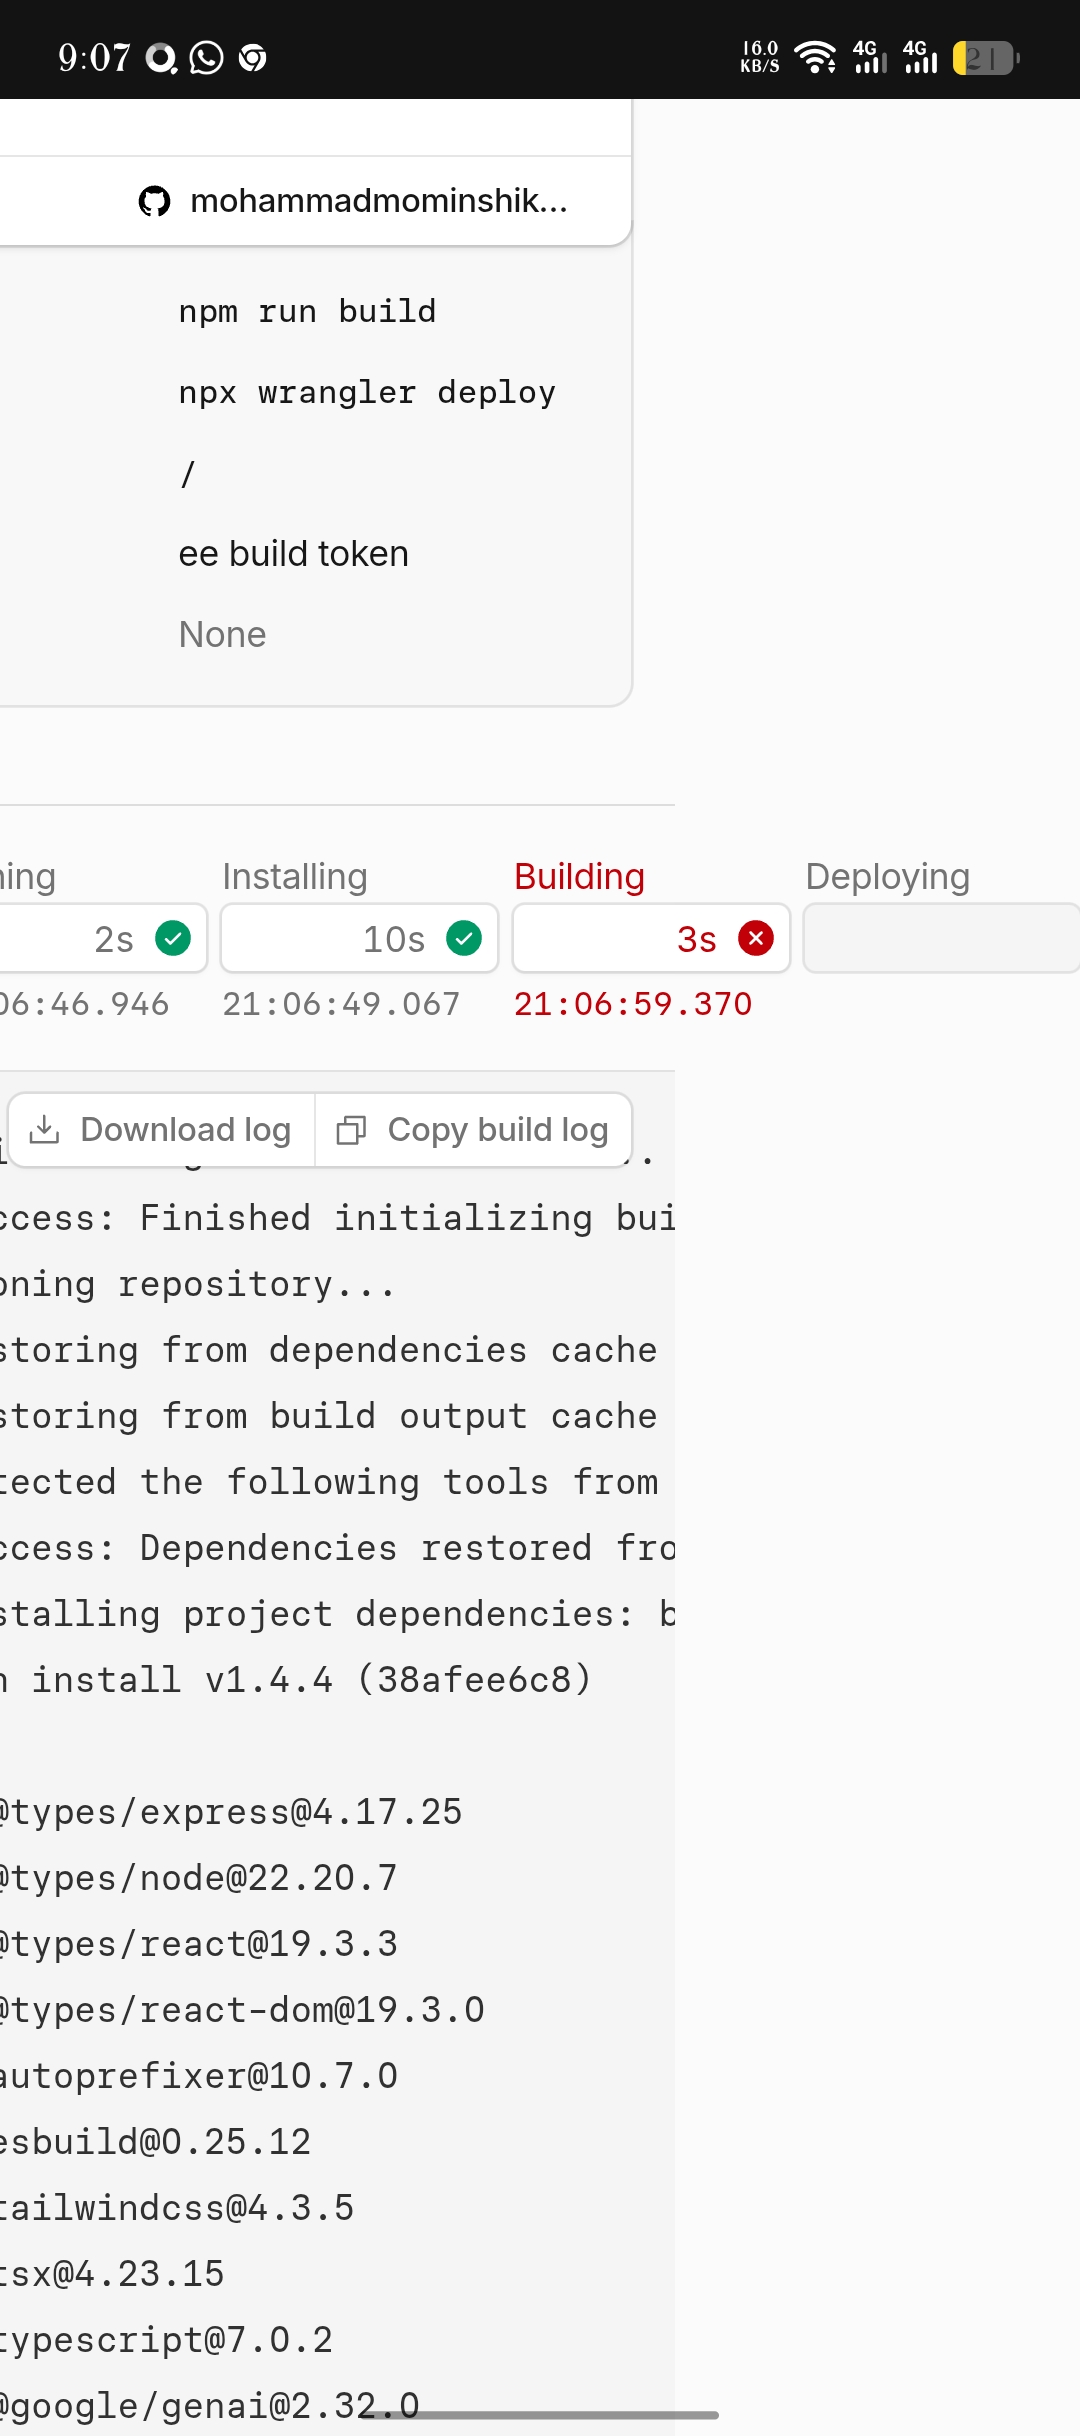 9:07
16.0
KB/S
4G
4G
21
mohammadmominshik...
npm run build
npx wrangler deploy
/
ee build token
None
ning
Installing
Building
Deploying
2s
10s
3s
06:46.946
21:06:49.067
21:06:59.370
Download log
Copy build log
ccess: Finished initializing bui
oning repository...
storing from dependencies cache
storing from build output cache
tected the following tools from
ccess: Dependencies restored fro
stalling project dependencies: b
n install v1.4.4 (38afee6c8)
@types/express@4.17.25
@types/node@22.20.7
@types/react@19.3.3
@types/react-dom@19.3.0
autoprefixer@10.7.0
esbuild@0.25.12
tailwindcss@4.3.5
tsx@4.23.15
typescript@7.0.2
@google/genai@2.32.0